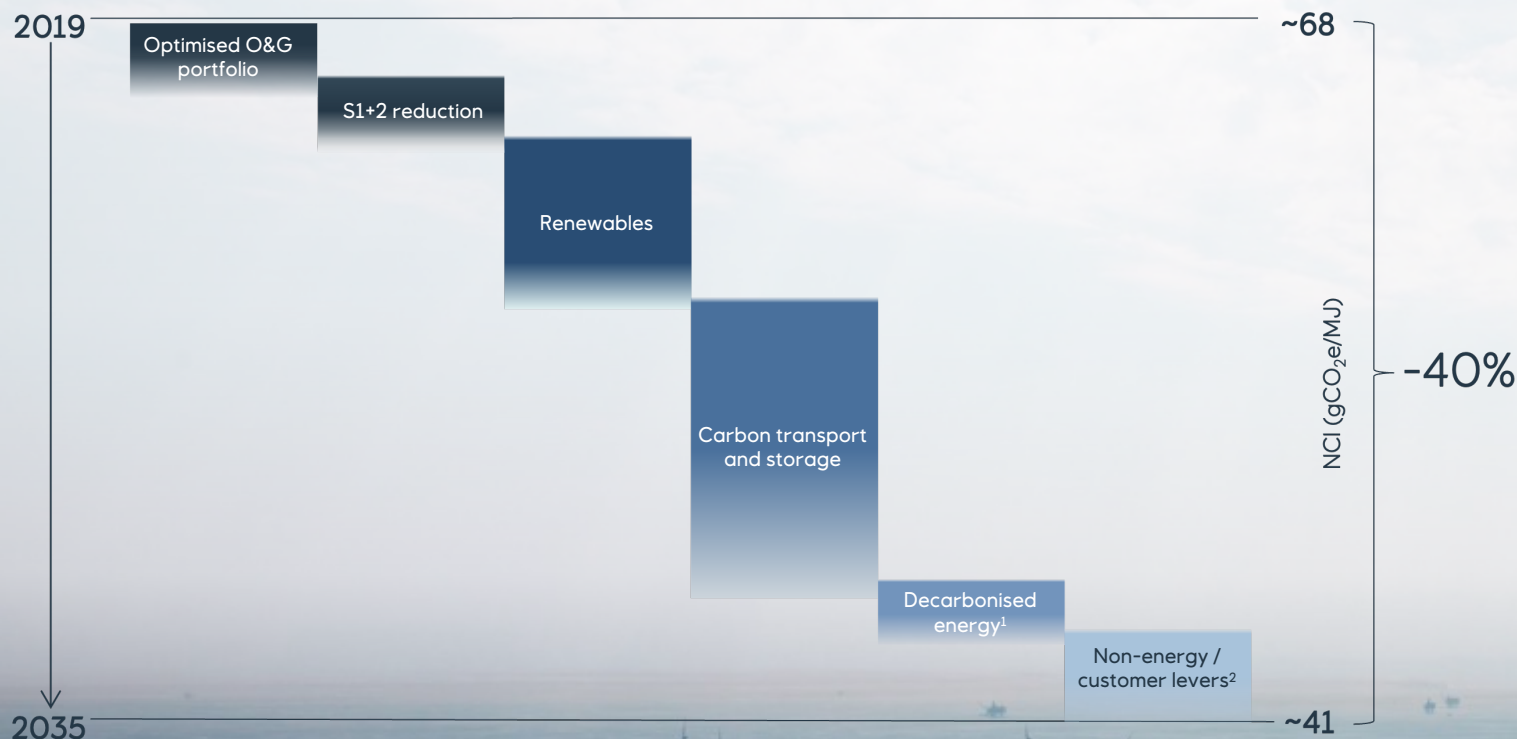 2019
~68
Optimised O&G
portfolio
S1+2 reduction
Renewables
NCI (gCO₂e/MJ)
-40%
Carbon transport
and storage
Decarbonised
energy¹
Non-energy /
customer levers²
2035
~41